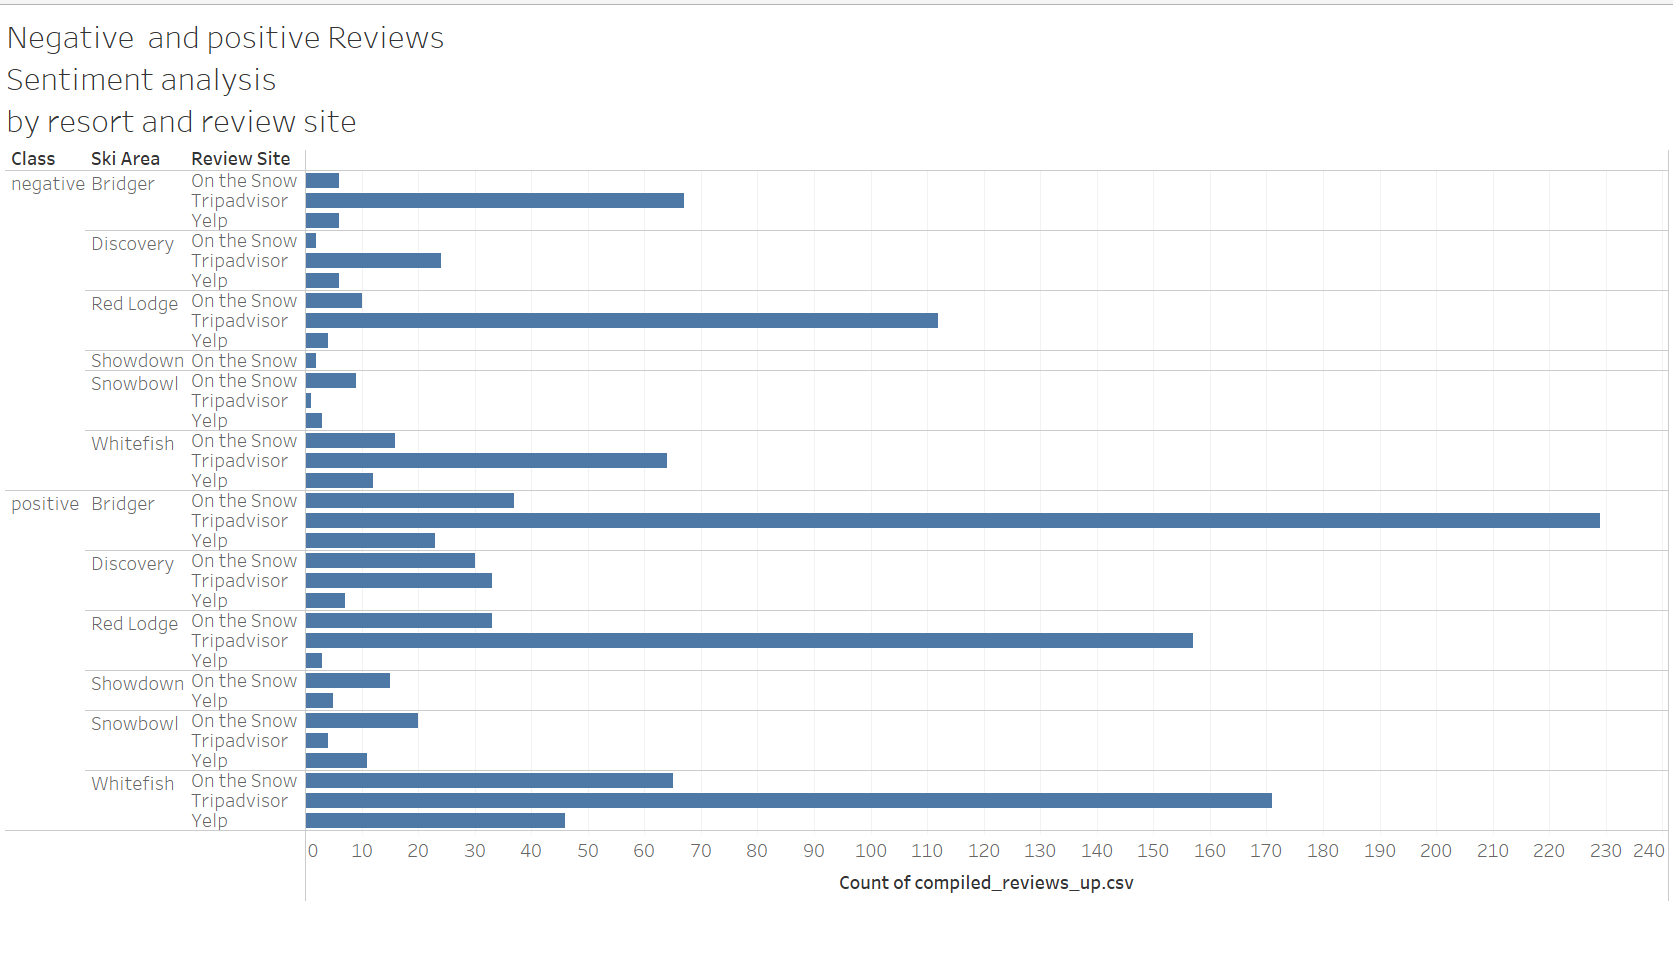 Negative  and positive Reviews
Sentiment analysis
by resort and review site
Class Ski Area Review Site
negative Bridger On the Snow
Tripadvisor
Yelp
Discovery On the Snow
Tripadvisor
Yelp
Red Lodge On the Snow
Tripadvisor
Yelp
Showdown On the Snow
Snowbowl On the Snow
Tripadvisor
Yelp
Whitefish On the Snow
Tripadvisor
Yelp
positive Bridger On the Snow
Tripadvisor
Yelp
Discovery On the Snow
Tripadvisor
Yelp
Red Lodge On the Snow
Tripadvisor
Yelp
Showdown On the Snow
Yelp
Snowbowl On the Snow
Tripadvisor
Yelp
Whitefish On the Snow
Tripadvisor
Yelp
0 10 20 30 40 50 60 70 80 90 100 110 120 130 140 150 160 170 180 190 200 210 220 230 240
Count of compiled_reviews_up.csv